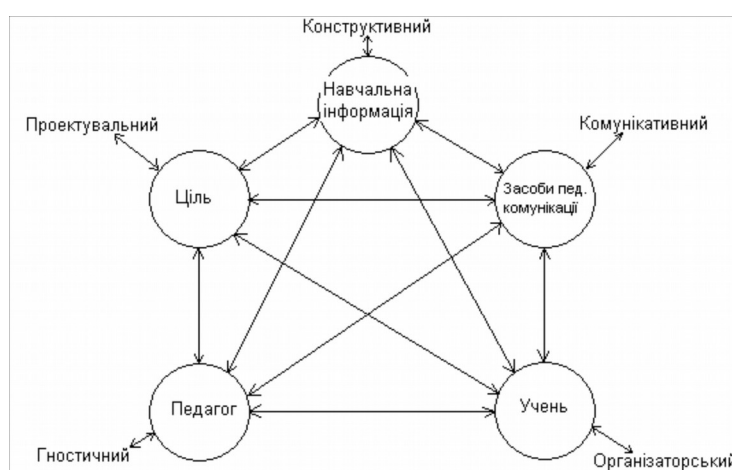 Конструктивний
Навчальна
інформація
Проектувальний
Комунікативний
Ціль
Засоби пед.
комунікації
Педагог
Учень
Гностичний
Організаторський